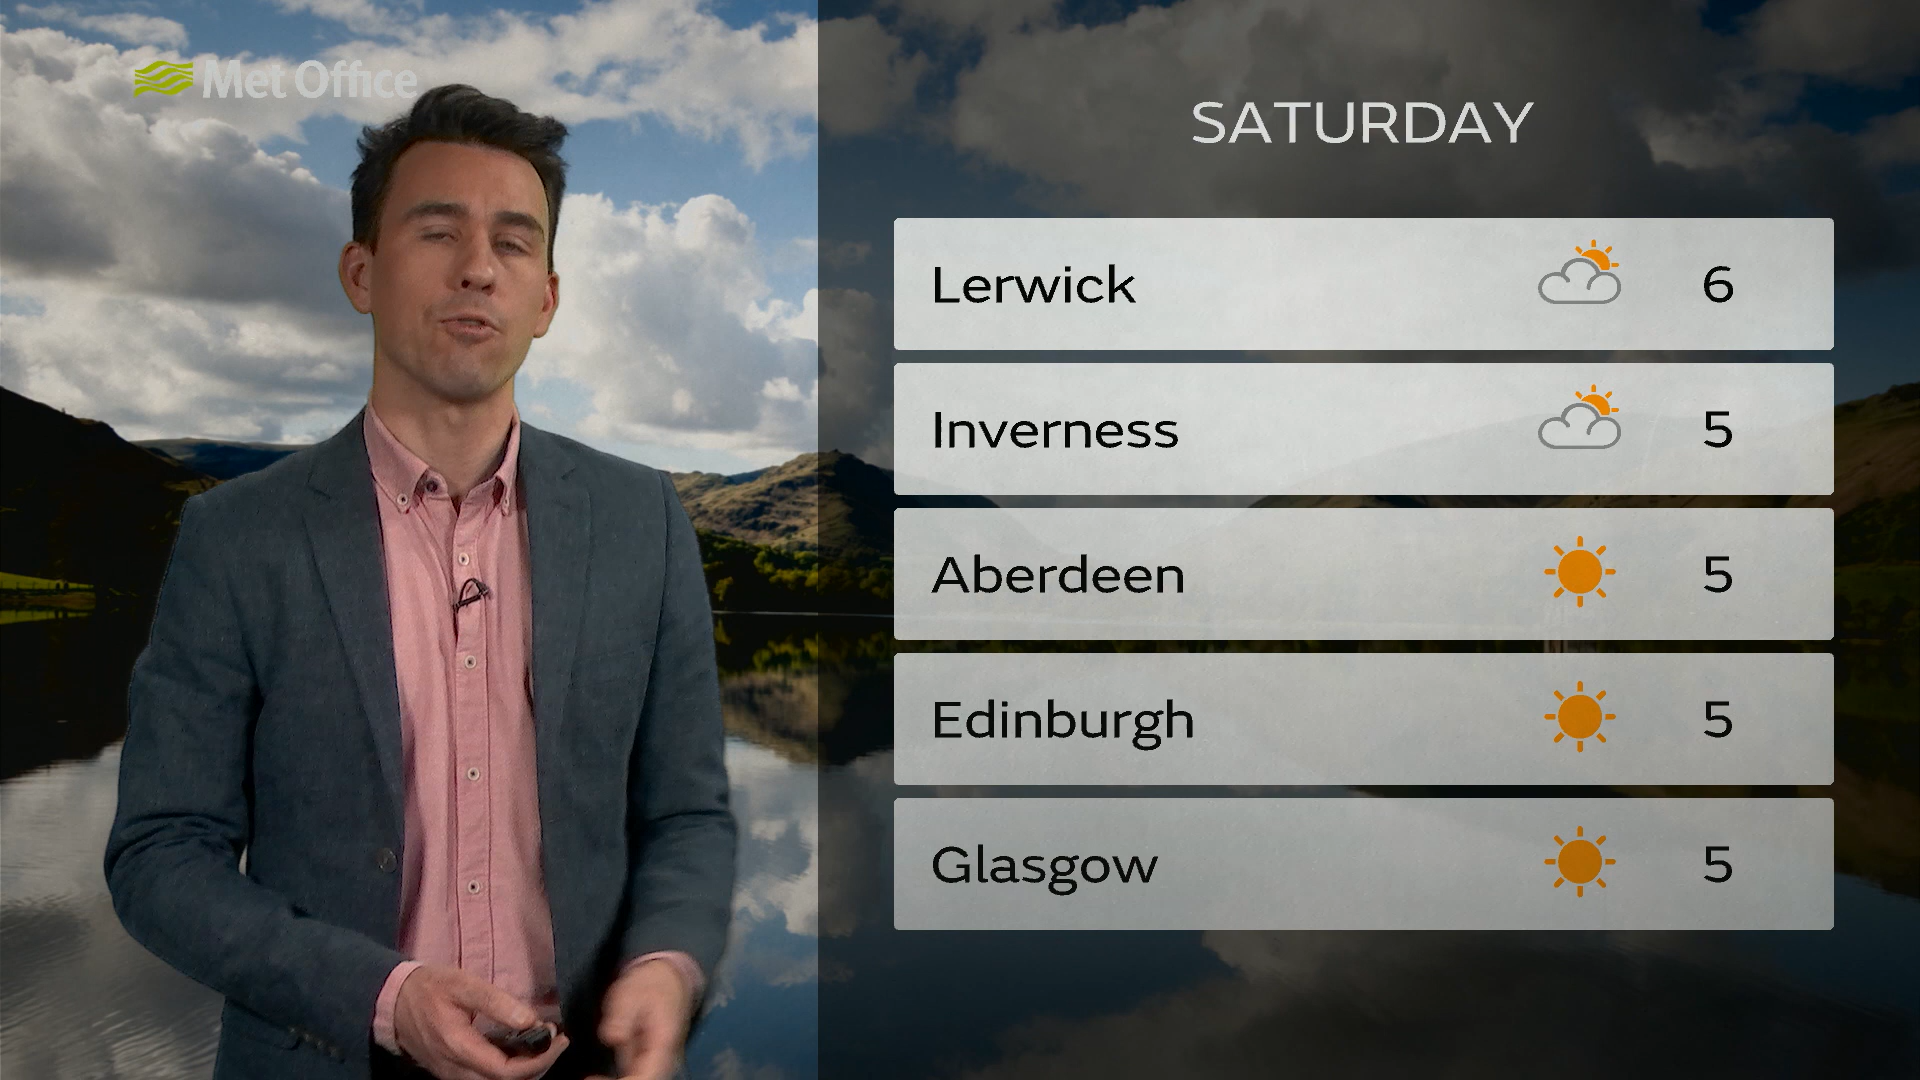 Met Office
SATURDAY
Lerwick 6
Inverness 5
Aberdeen 5
Edinburgh 5
Glasgow 5